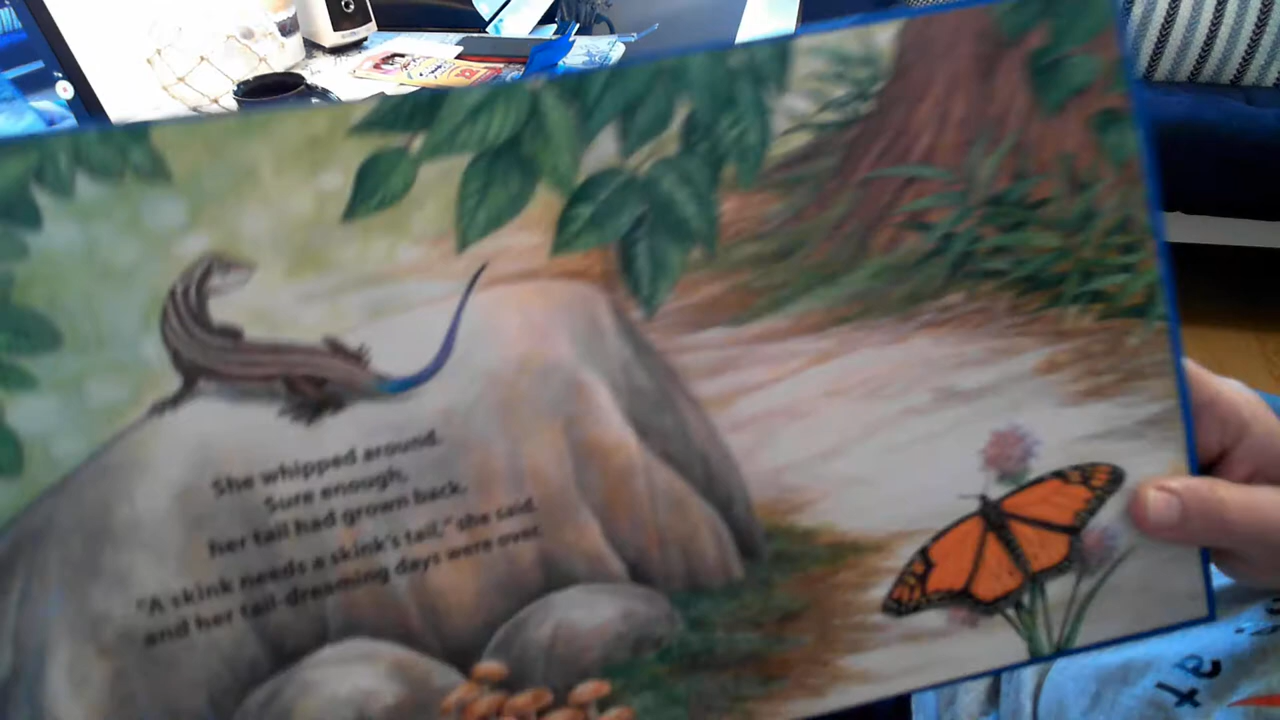 She whipped around.
Sure enough,
her tail had grown back.
"A skink needs a skink's tail," she said,
and her tail-dreaming days were over.